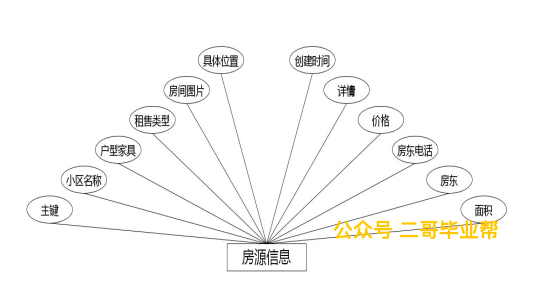 具体位置
创建时间
房间图片
详情
租售类型
价格
户型家具
房东电话
小区名称
房东
主键
面积
公众号 二哥毕业帮
房源信息